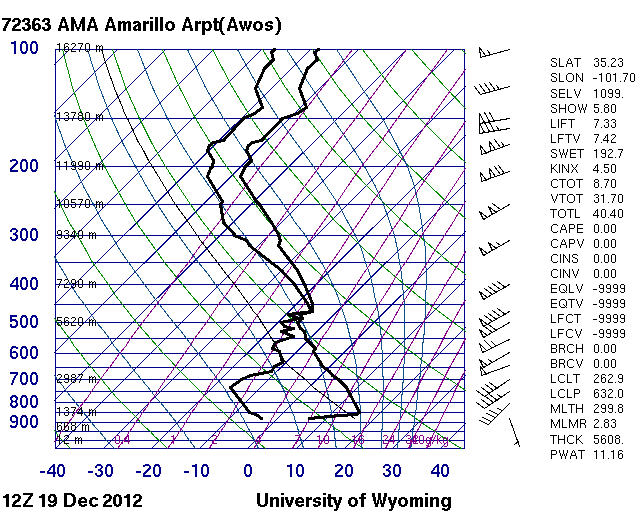 72363 AMA Amarillo Arpt(Awos)
100 16270 m
13780 m
200 11990 m
10570 m
300 9340 m
400 7290 m
500 5620 m
600
700 2987 m
800 1374 m
900
12 m 0.4 1 2 4 7 10 16 24 32 40g/kg
-40 -30 -20 -10 0 10 20 30 40
12Z 19 Dec 2012 University of Wyoming
SLAT 35.23
SLON -101.70
SELV 1099.
SHOW 5.80
LIFT 7.33
LFTV 7.42
SWET 192.7
KINX 4.50
CTOT 8.70
VTOT 31.70
TOTL 40.40
CAPE 0.00
CAPV 0.00
CINS 0.00
CINV 0.00
EQLV -9999
EQTV -9999
LFCT -9999
LFCV -9999
BRCH 0.00
BRCV 0.00
LCLT 262.9
LCLP 632.0
MLTH 299.8
MLMR 2.83
THCK 5608.
PWAT 11.16